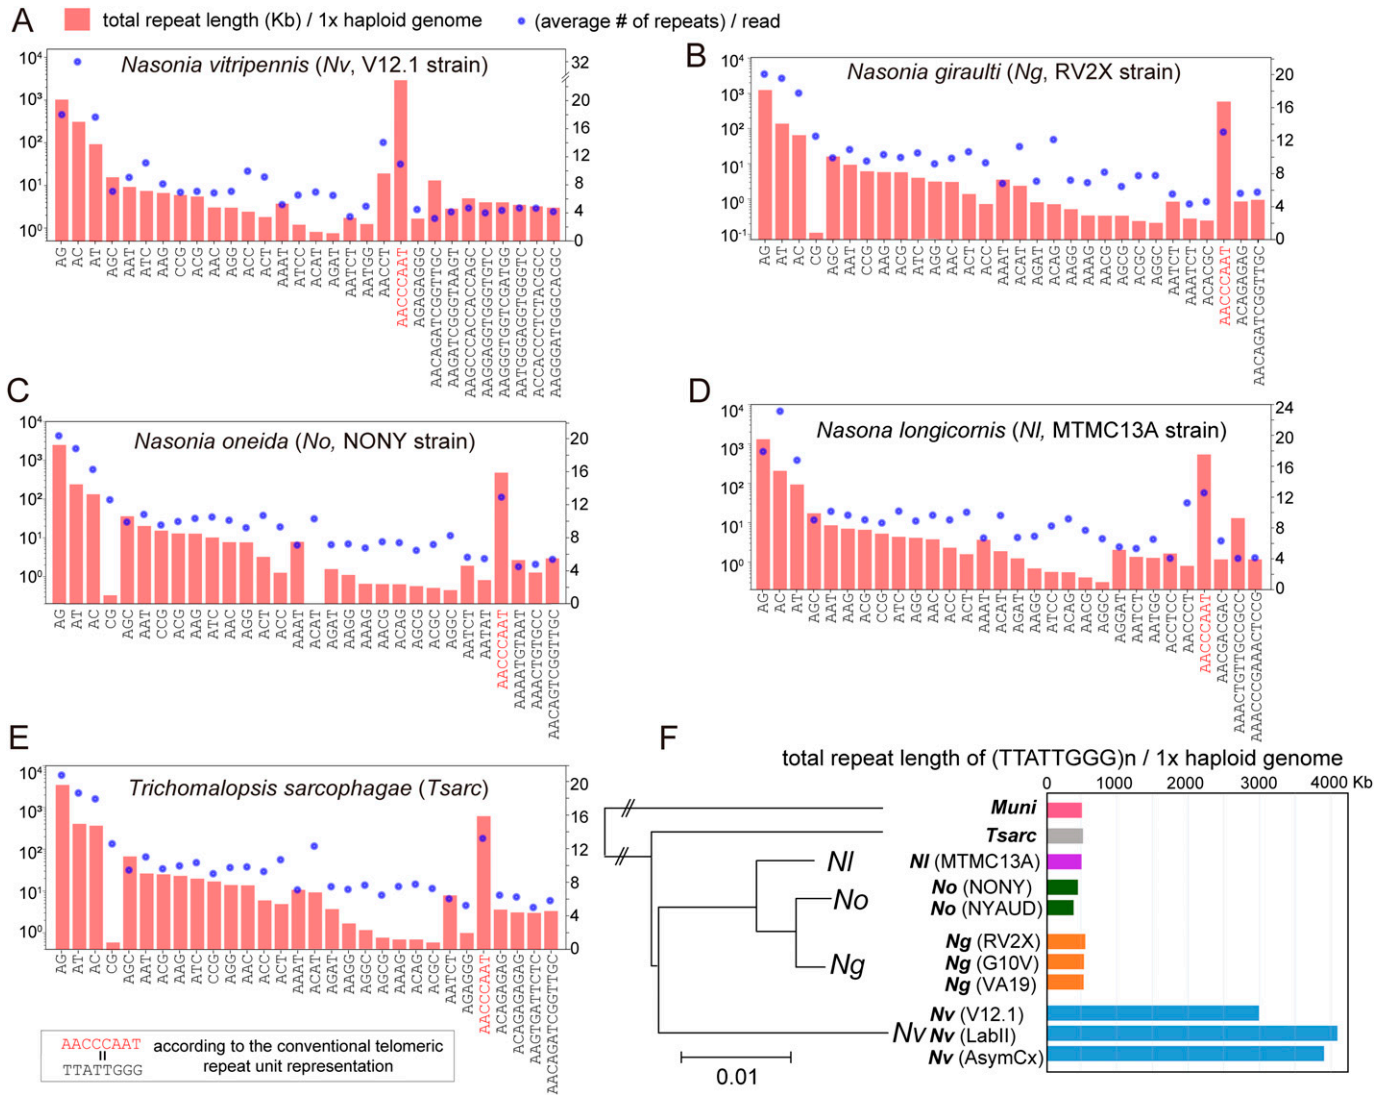 A
total repeat length (Kb) / 1x haploid genome
(average # of repeats) / read
Nasonia vitripennis (Nv, V12.1 strain)
10⁴
10³
10²
10¹
10⁰
32
20
16
12
8
4
0
AG
AC
AT
AGC
AAT
ATC
AAG
CCG
ACG
AAC
AGG
ACC
ACT
AAAT
ATCC
ACAT
AGAT
AATCT
AATGG
AACCT
AACCCAAT
AGAGAGGG
AACAGATCGGTTGC
AAGATCGGGTAAGT
AAGCCCACCACCAGC
AAGGAGGTGGGTGGTC
AAGGGTGGTCGATGG
AATGGGAGGTGGGTC
ACCACCCTCTACGCC
AAGGGATGGGCACGC
B
Nasonia giraulti (Ng, RV2X strain)
10⁴
10³
10²
10¹
10⁰
10⁻¹
20
16
12
8
4
0
AG
AT
AC
CG
AGC
AAT
CCG
AAG
ACG
ATC
AGG
AAC
ACT
ACC
AAAT
ACAT
AGAT
ACAG
AAGG
AAAG
AACG
AGCG
ACGC
AGGC
AATCT
AAATCT
ACACGC
AACCCAAT
ACAGAGAG
AACAGATCGGTTGC
C
Nasonia oneida (No, NONY strain)
10⁴
10³
10²
10¹
10⁰
20
16
12
8
4
0
AG
AT
AC
CG
AGC
AAT
CCG
ACG
AAG
ATC
AAC
AGG
ACT
ACC
AAAT
ACAT
AGAT
AAGG
AAAG
AACG
ACAG
AGCG
ACGC
AGGC
AATCT
AATAT
AACCCAAT
AAAATGTAAT
AAACTGTGCC
AACAGTCGGTTGC
D
Nasona longicornis (Nl, MTMC13A strain)
10⁴
10³
10²
10¹
10⁰
24
20
16
12
8
4
0
AG
AC
AT
AGC
AAT
AAG
ACG
CCG
ATC
AGG
AAC
ACC
ACT
AAAT
ACAT
AGAT
AAGG
ATCC
ACAG
AACG
AGGC
AGGAT
AATCT
AATGG
ACCTCC
AACCCT
AACCCAAT
AACGACGAC
AAACTGTTGCCGCC
AAACCCGAAACTCCG
E
Trichomalopsis sarcophagae (Tsarc)
10⁴
10³
10²
10¹
10⁰
20
16
12
8
4
0
AG
AT
AC
CG
AGC
AAT
ACG
AAG
ATC
CCG
AGG
AAC
ACC
ACT
AAAT
ACAT
AGAT
AAGG
AGGC
AGCG
AAAG
ACAG
ACGC
AATCT
AGAGGG
AACCCAAT
ACAGAGAG
ACAGAGAGAG
AAGTGATTCTC
AACAGATCGGTTGC
AACCCAAT
=
TTATTGGG
according to the conventional telomeric
repeat unit representation
F
total repeat length of (TTATTGGG)n / 1x haploid genome
0 1000 2000 3000 4000 Kb
Muni
Tsarc
Nl (MTMC13A)
No (NONY)
No (NYAUD)
Ng (RV2X)
Ng (G10V)
Ng (VA19)
Nv (V12.1)
Nv (LabII)
Nv (AsymCx)
Nl
No
Ng
Nv
0.01